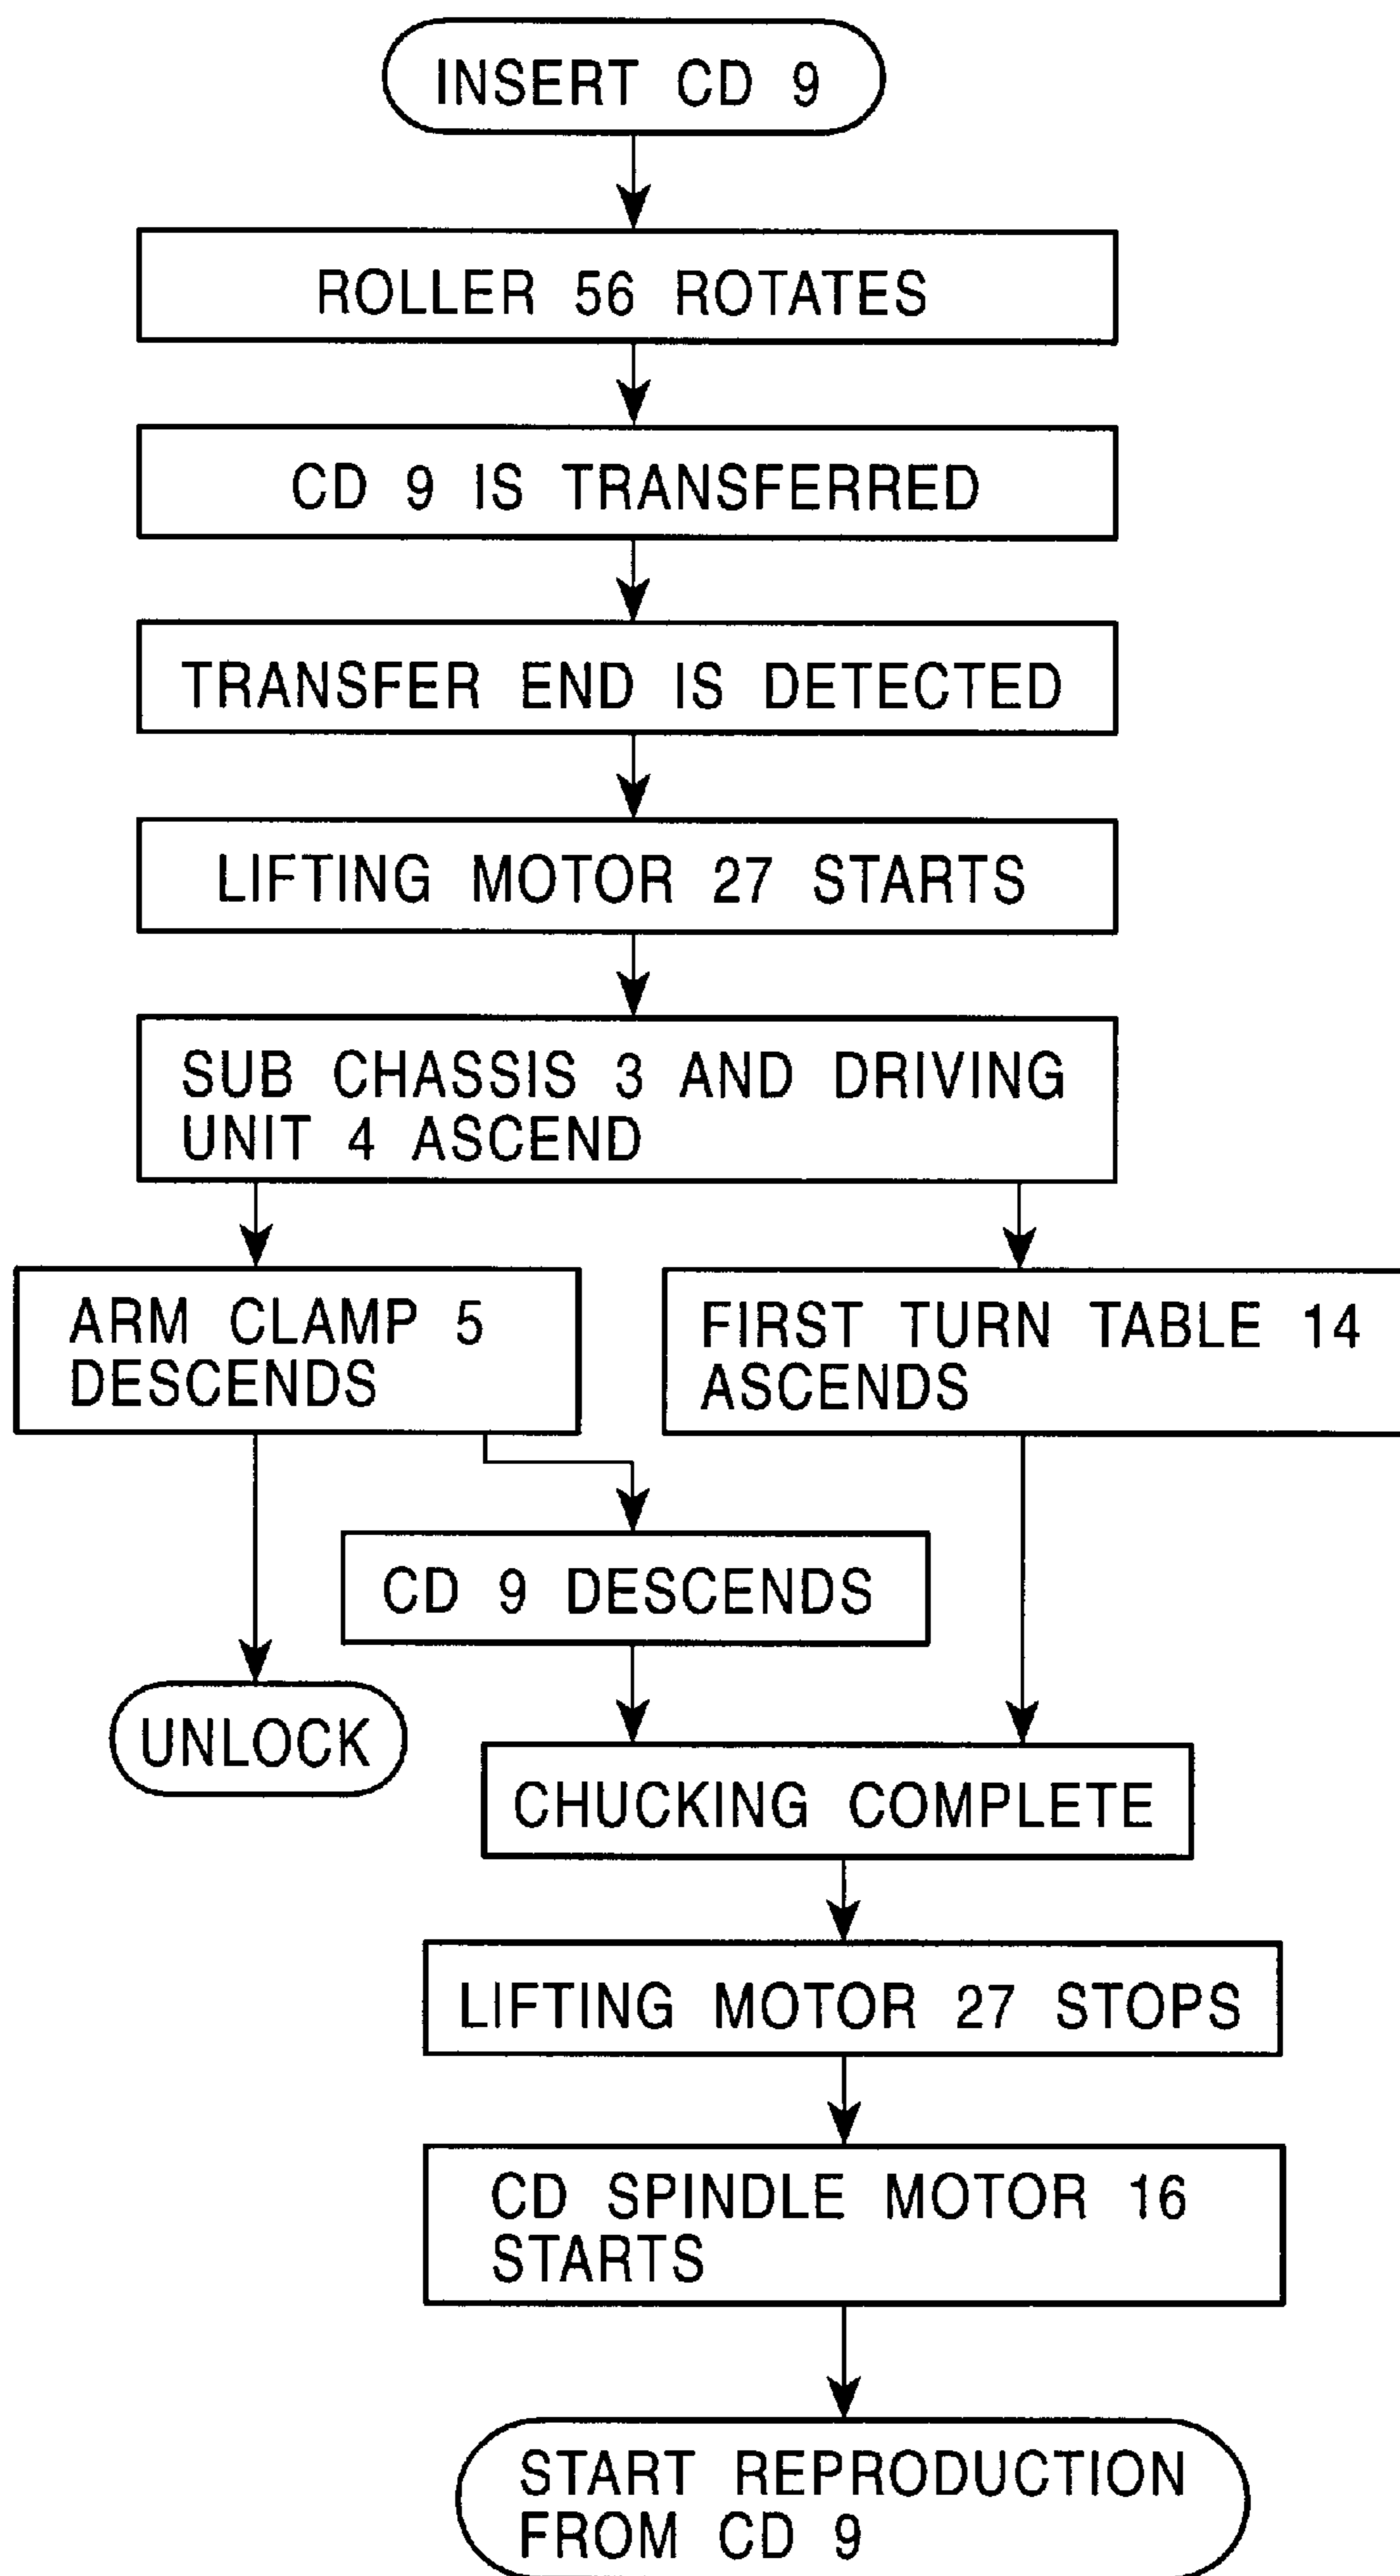 INSERT CD 9
ROLLER 56 ROTATES
CD 9 IS TRANSFERRED
TRANSFER END IS DETECTED
LIFTING MOTOR 27 STARTS
SUB CHASSIS 3 AND DRIVING
UNIT 4 ASCEND
ARM CLAMP 5
DESCENDS
FIRST TURN TABLE 14
ASCENDS
CD 9 DESCENDS
UNLOCK
CHUCKING COMPLETE
LIFTING MOTOR 27 STOPS
CD SPINDLE MOTOR 16
STARTS
START REPRODUCTION
FROM CD 9